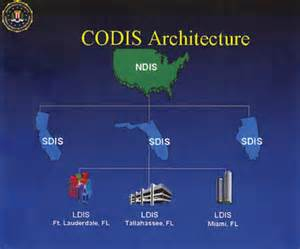 CODIS Architecture
NDIS
SDIS
SDIS
SDIS
LDIS
Ft. Lauderdale, FL
LDIS
Tallahassee, FL
LDIS
Miami, FL